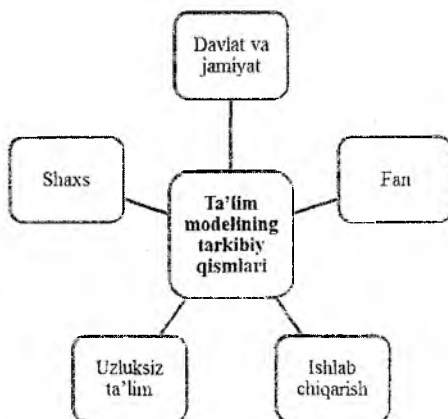 Davlat va
jamiyat
Shaxs
Fan
Ta’lim
modelining
tarkibiy
qismlari
Uzluksiz
ta’lim
Ishlab
chiqarish